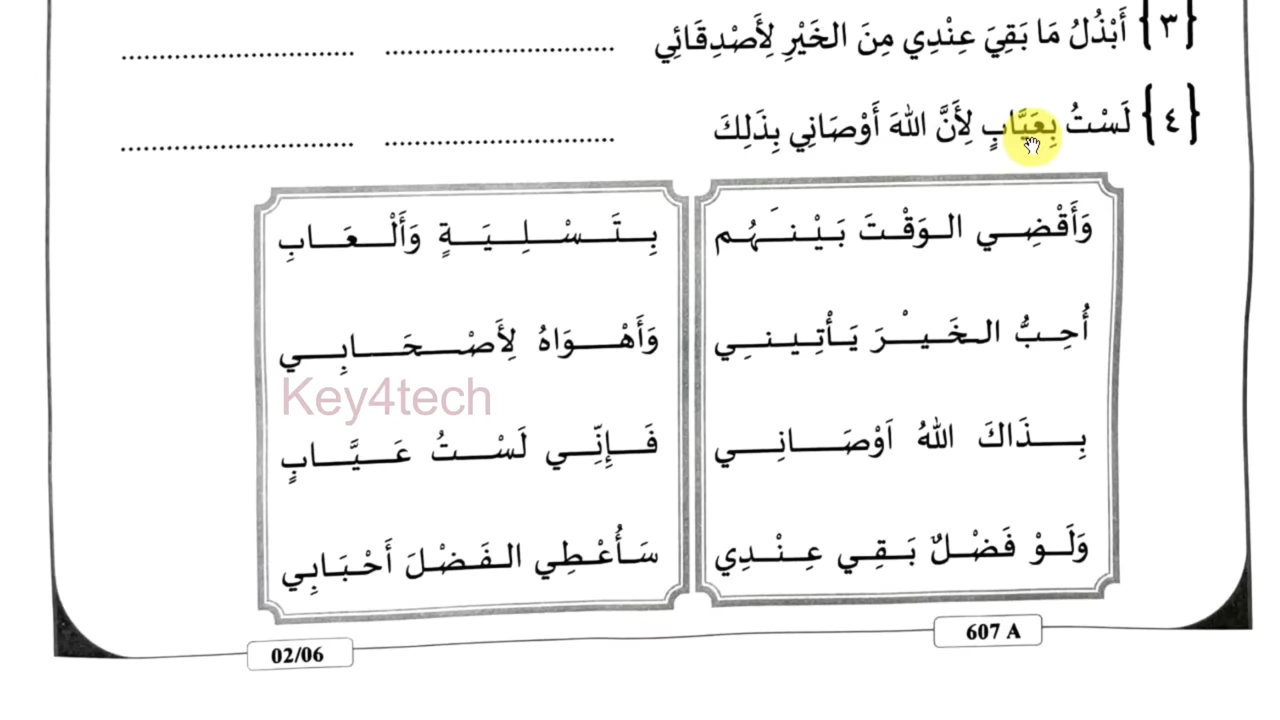 {٣} أَبْذُلُ مَا بَقِيَ عِنْدِي مِنَ الخَيْرِ لِأَصْدِقَائِي ........................ ........................
{٤} لَسْتُ بِعَيَّابٍ لِأَنَّ اللهَ أَوْصَانِي بِذَلِكَ ........................ ........................
وَأَقْضِي الوَقْتَ بَيْنَهُم بِتَسْلِيَةٍ وَأَلْعَابِ
أُحِبُّ الخَيْرَ يَأْتِينِي وَأَهْوَاهُ لِأَصْحَابِي
Key4tech
بِذَاكَ اللهُ اَوْصَانِي فَإِنِّي لَسْتُ عَيَّابٍ
وَلَوْ فَضْلٌ بَقِي عِنْدِي سَأُعْطِي الفَضْلَ أَحْبَابِي
607 A
02/06